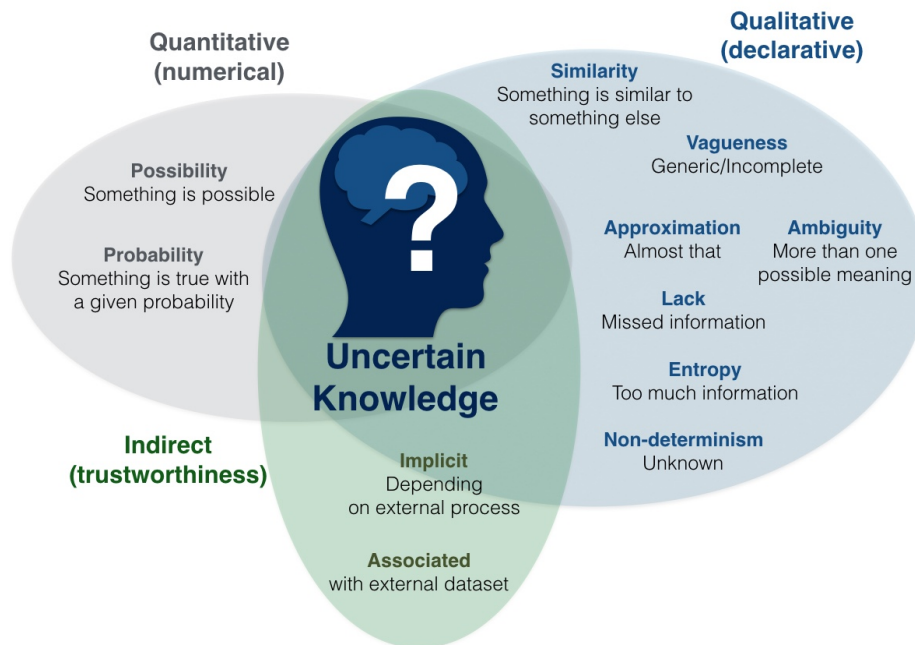 Quantitative
(numerical)
Qualitative
(declarative)
Similarity
Something is similar to
something else
Vagueness
Generic/Incomplete
Possibility
Something is possible
Approximation
Almost that
Ambiguity
More than one
possible meaning
Probability
Something is true with
a given probability
Lack
Missed information
?
Uncertain
Knowledge
Entropy
Too much information
Indirect
(trustworthiness)
Non-determinism
Unknown
Implicit
Depending
on external process
Associated
with external dataset